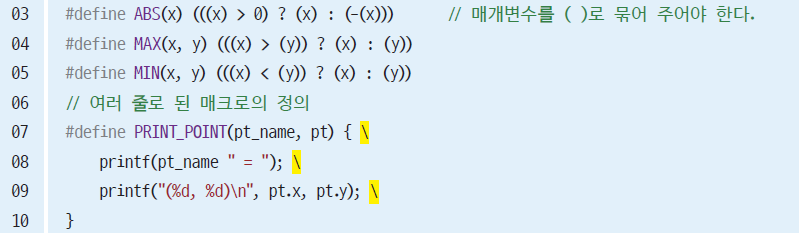 03 #define ABS(x) (((x) > 0) ? (x) : (-(x))) // 매개변수를 ( )로 묶어 주어야 한다.
04 #define MAX(x, y) (((x) > (y)) ? (x) : (y))
05 #define MIN(x, y) (((x) < (y)) ? (x) : (y))
06 // 여러 줄로 된 매크로의 정의
07 #define PRINT_POINT(pt_name, pt) { \
08 printf(pt_name " = "); \
09 printf("(%d, %d)\n", pt.x, pt.y); \
10 }